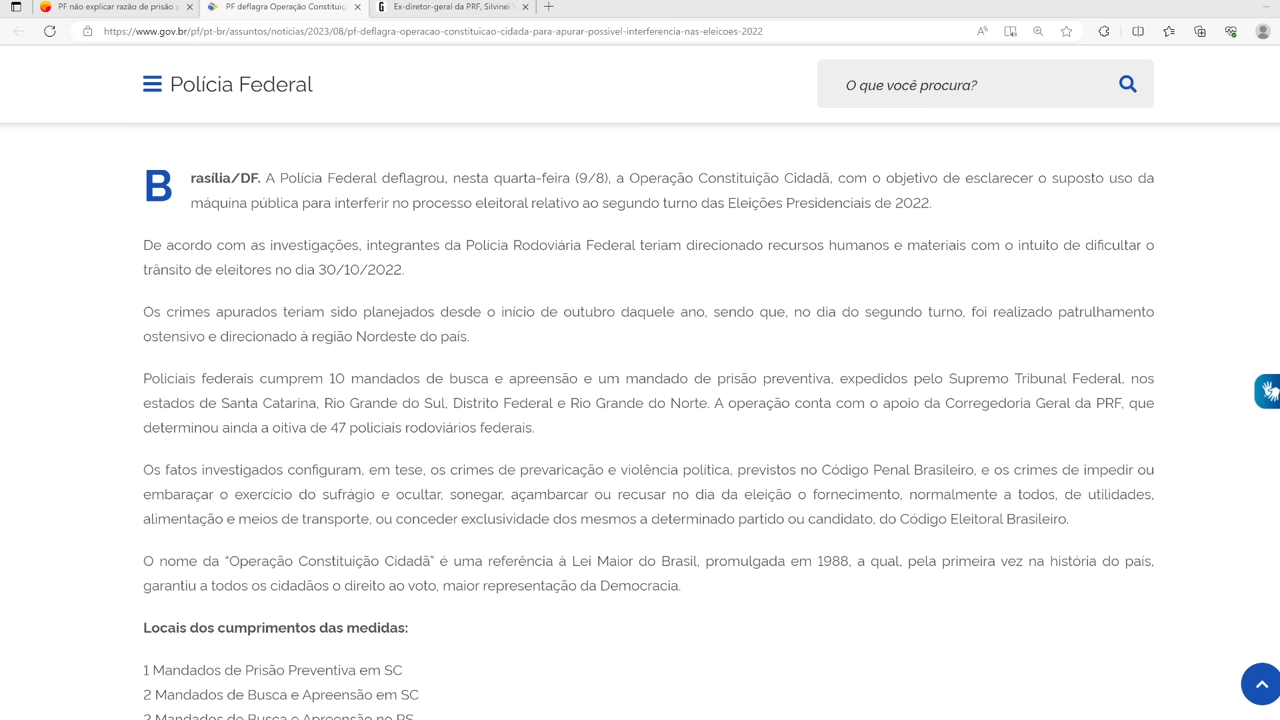 PF não explicar razão de prisão p
PF deflagra Operação Constituiç
Ex-diretor-geral da PRF, Silvinei V
https://www.gov.br/pf/pt-br/assuntos/noticias/2023/08/pf-deflagra-operacao-constituicao-cidada-para-apurar-possivel-interferencia-nas-eleicoes-2022
Polícia Federal
O que você procura?
Brasília/DF. A Polícia Federal deflagrou, nesta quarta-feira (9/8), a Operação Constituição Cidadã, com o objetivo de esclarecer o suposto uso da
máquina pública para interferir no processo eleitoral relativo ao segundo turno das Eleições Presidenciais de 2022.
De acordo com as investigações, integrantes da Polícia Rodoviária Federal teriam direcionado recursos humanos e materiais com o intuito de dificultar o
trânsito de eleitores no dia 30/10/2022.
Os crimes apurados teriam sido planejados desde o início de outubro daquele ano, sendo que, no dia do segundo turno, foi realizado patrulhamento
ostensivo e direcionado à região Nordeste do país.
Policiais federais cumprem 10 mandados de busca e apreensão e um mandado de prisão preventiva, expedidos pelo Supremo Tribunal Federal, nos
estados de Santa Catarina, Rio Grande do Sul, Distrito Federal e Rio Grande do Norte. A operação conta com o apoio da Corregedoria Geral da PRF, que
determinou ainda a oitiva de 47 policiais rodoviários federais.
Os fatos investigados configuram, em tese, os crimes de prevaricação e violência política, previstos no Código Penal Brasileiro, e os crimes de impedir ou
embaraçar o exercício do sufrágio e ocultar, sonegar, açambarcar ou recusar no dia da eleição o fornecimento, normalmente a todos, de utilidades,
alimentação e meios de transporte, ou conceder exclusividade dos mesmos a determinado partido ou candidato, do Código Eleitoral Brasileiro.
O nome da “Operação Constituição Cidadã” é uma referência à Lei Maior do Brasil, promulgada em 1988, a qual, pela primeira vez na história do país,
garantiu a todos os cidadãos o direito ao voto, maior representação da Democracia.
Locais dos cumprimentos das medidas:
1 Mandados de Prisão Preventiva em SC
2 Mandados de Busca e Apreensão em SC
2 Mandados de Busca e Apreensão no RS